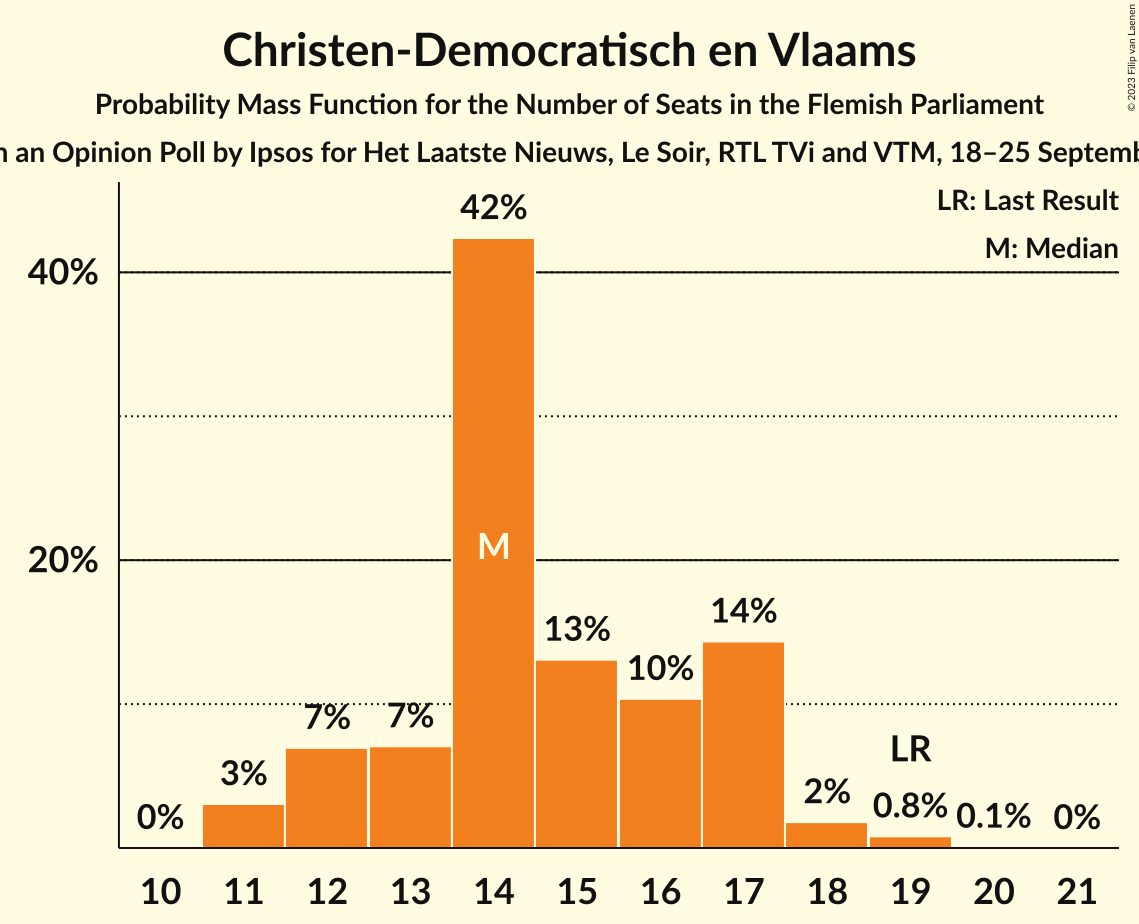 Christen-Democratisch en Vlaams
Probability Mass Function for the Number of Seats in the Flemish Parliament
an Opinion Poll by Ipsos for Het Laatste Nieuws, Le Soir, RTL TVi and VTM, 18–25
© 2023 Filip van Laenen
LR: Last Result
M: Median
40%
20%
0%
3%
7%
7%
42%
M
13%
10%
14%
2%
LR
0.8%
0.1%
0%
10 11 12 13 14 15 16 17 18 19 20 21